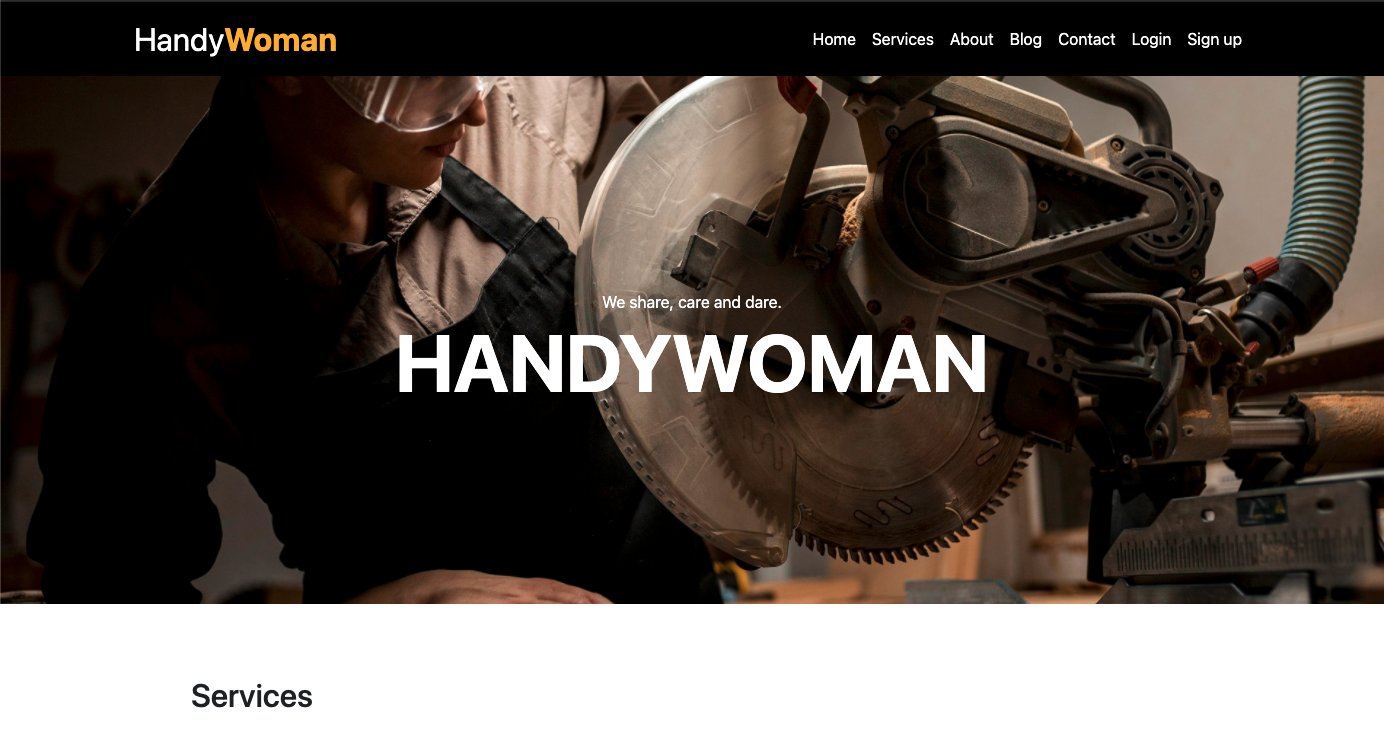 HandyWoman
Home Services About Blog Contact Login Sign up
We share, care and dare.
HANDYWOMAN
Services